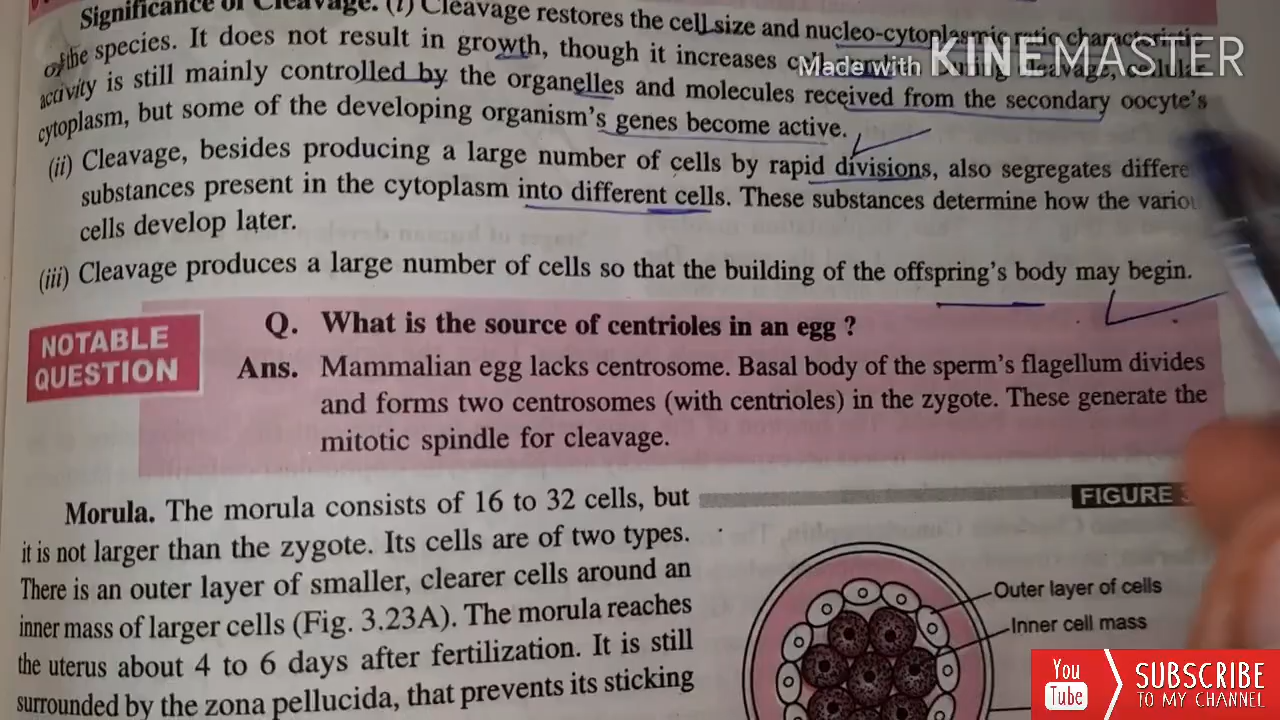 Significance of Cleavage. (i) Cleavage restores the cell size and nucleo-cytoplasmic ratio characteristic
of the species. It does not result in growth, though it increases cell During cleavage, cellular
activity is still mainly controlled by the organelles and molecules received from the secondary oocyte's
cytoplasm, but some of the developing organism's genes become active.
(ii) Cleavage, besides producing a large number of cells by rapid divisions, also segregates differe
substances present in the cytoplasm into different cells. These substances determine how the variou
cells develop later.
(iii) Cleavage produces a large number of cells so that the building of the offspring's body may begin.
Made with KINEMASTER
NOTABLE
QUESTION
Q. What is the source of centrioles in an egg ?
Ans. Mammalian egg lacks centrosome. Basal body of the sperm's flagellum divides
and forms two centrosomes (with centrioles) in the zygote. These generate the
mitotic spindle for cleavage.
Morula. The morula consists of 16 to 32 cells, but
it is not larger than the zygote. Its cells are of two types.
There is an outer layer of smaller, clearer cells around an
inner mass of larger cells (Fig. 3.23A). The morula reaches
the uterus about 4 to 6 days after fertilization. It is still
surrounded by the zona pellucida, that prevents its sticking
FIGURE 3
Outer layer of cells
Inner cell mass
You
Tube
SUBSCRIBE
TO MY CHANNEL